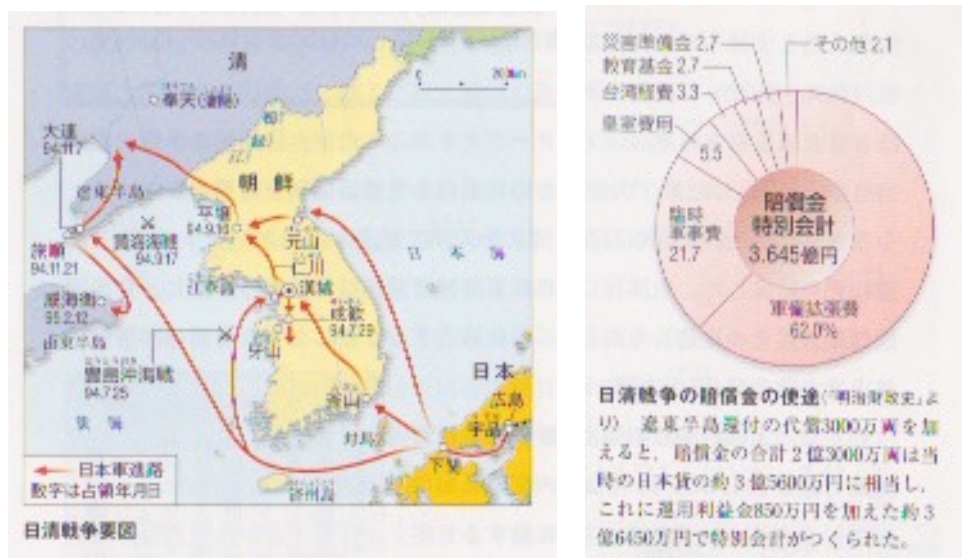 清
奉天(瀋陽)
大連
94.11.7
遼東半島
朝鮮
平壌
94.9.16
元山
旅順
94.11.21
黄海海戦
94.9.17
仁川
漢城
江華島
日本海
威海衛
95.2.12
山東半島
成歓
94.7.29
牙山
豊島沖海戦
94.7.25
黄海
釜山
対馬
日本
広島
宇品
下関
済州島
日本軍進路
数字は占領年月日
日清戦争要図
災害準備金 2.7
その他 2.1
教育基金 2.7
台湾経費 3.3
皇室費用
5.5
臨時
軍事費
21.7
賠償金
特別会計
3.645億円
軍備拡張費
62.0%
日清戦争の賠償金の使途(『明治財政史』よ
り) 遼東半島還付の代償3000万両を加
えると，賠償金の合計2億3000万両は当
時の日本貨の約3億5600万円に相当し，
これに運用利益金850万円を加えた約3
億6450万円で特別会計がつくられた。